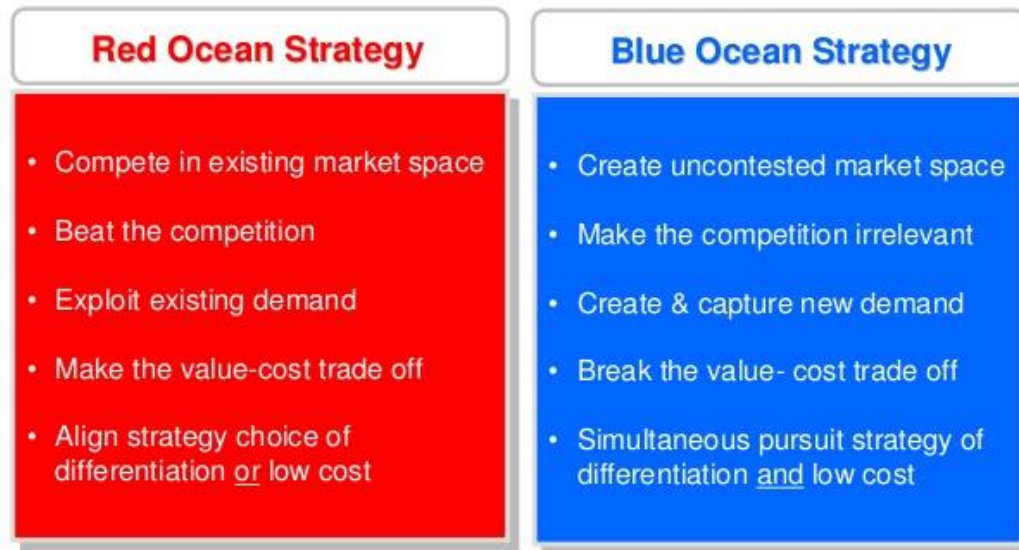 Red Ocean Strategy
• Compete in existing market space
• Beat the competition
• Exploit existing demand
• Make the value-cost trade off
• Align strategy choice of
differentiation or low cost
Blue Ocean Strategy
• Create uncontested market space
• Make the competition irrelevant
• Create & capture new demand
• Break the value- cost trade off
• Simultaneous pursuit strategy of
differentiation and low cost